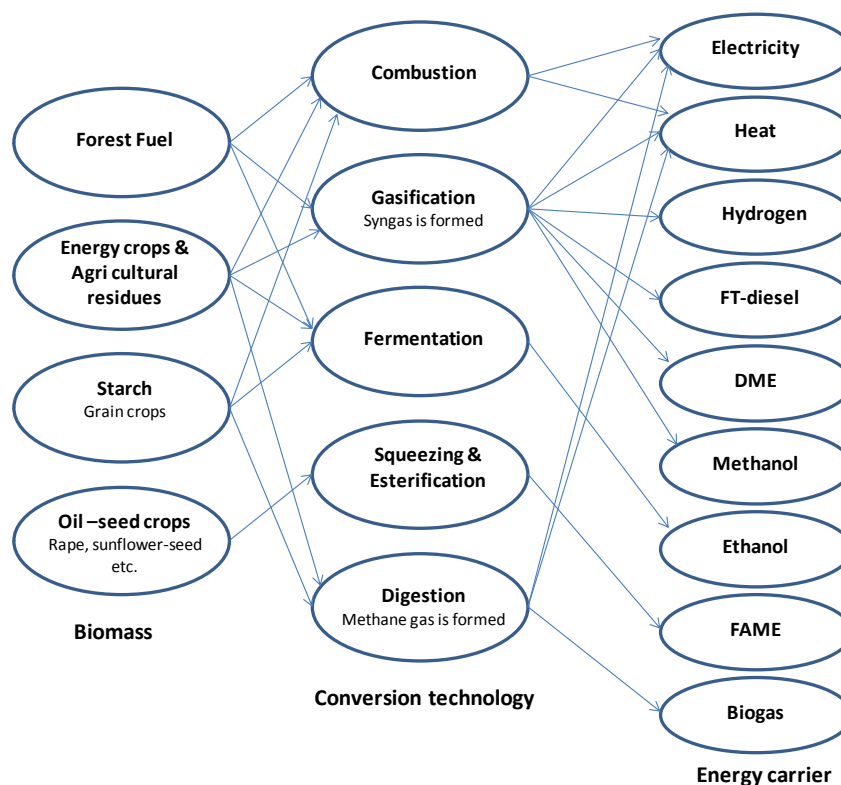 Forest Fuel
Energy crops &
Agri cultural
residues
Starch
Grain crops
Oil –seed crops
Rape, sunflower-seed
etc.
Biomass
Combustion
Gasification
Syngas is formed
Fermentation
Squeezing &
Esterification
Digestion
Methane gas is formed
Conversion technology
Electricity
Heat
Hydrogen
FT-diesel
DME
Methanol
Ethanol
FAME
Biogas
Energy carrier